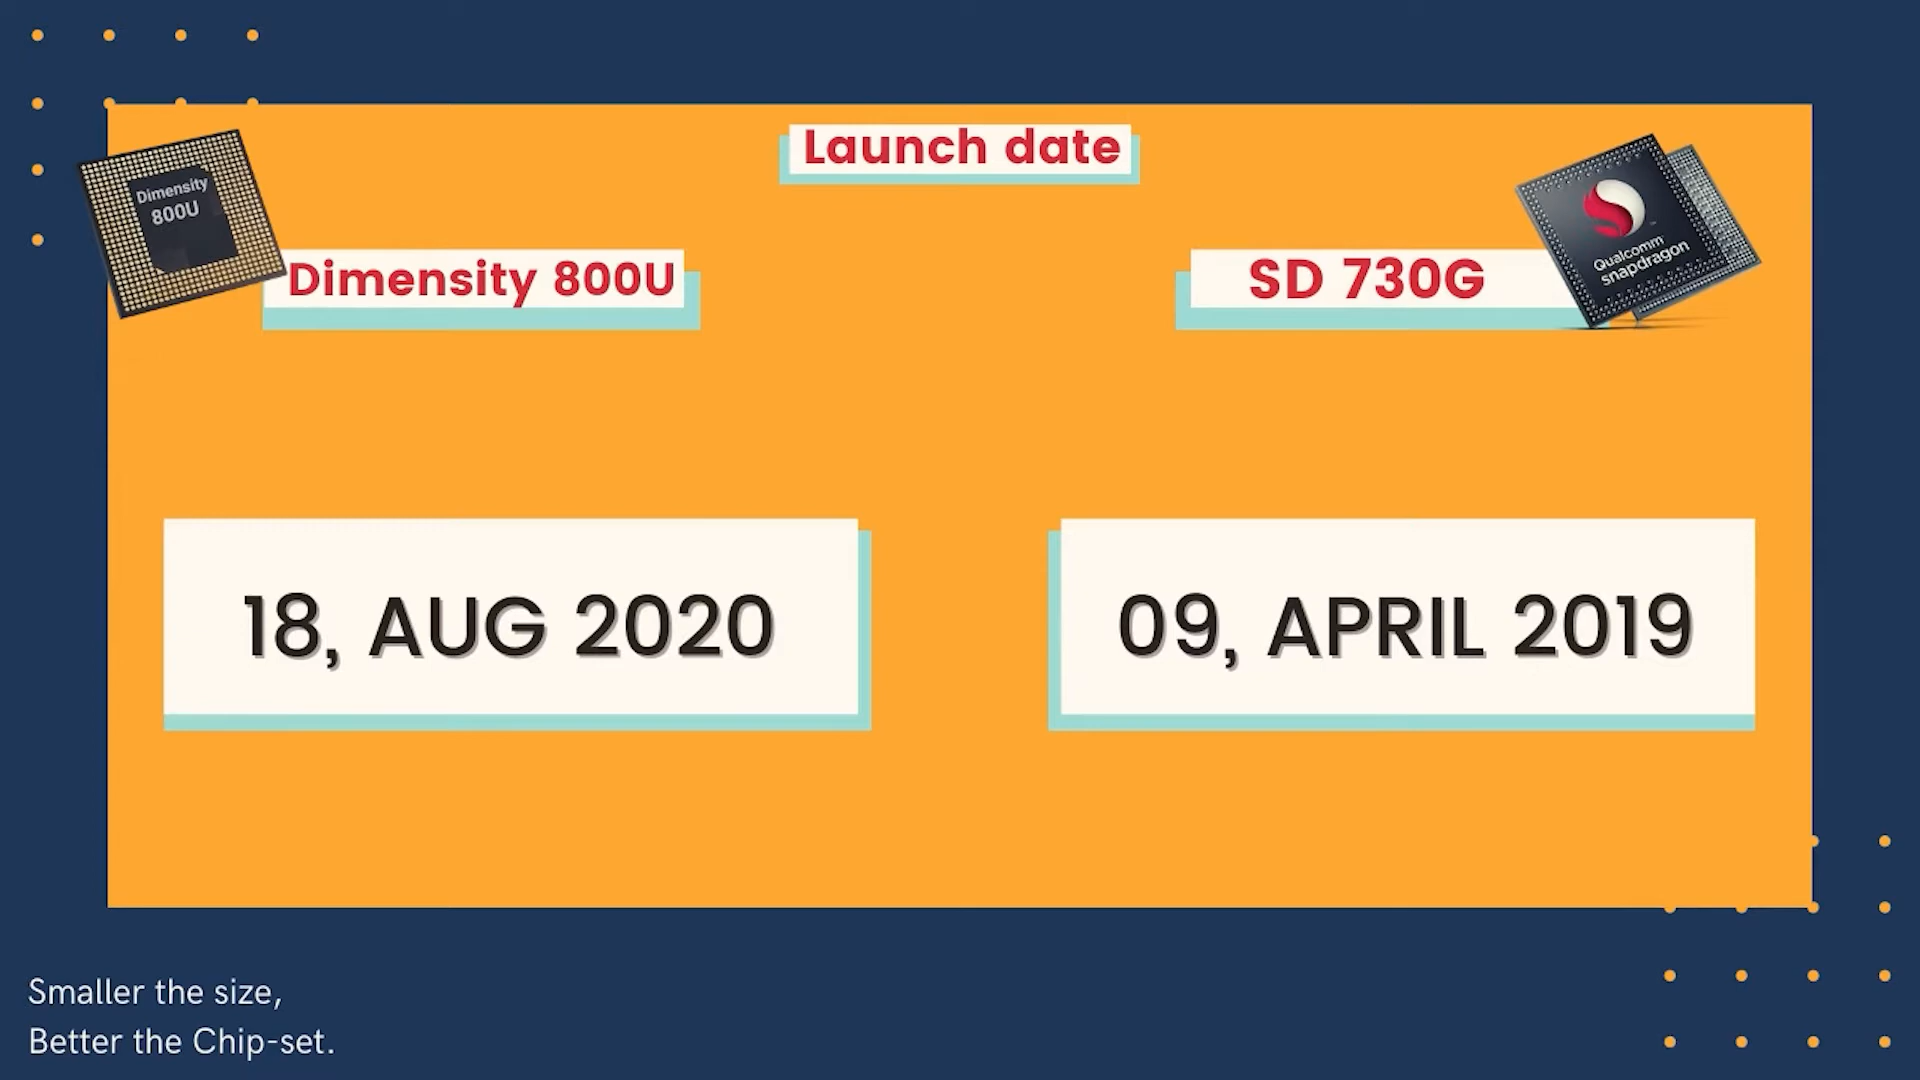 Launch date
Dimensity
800U
Dimensity 800U
SD 730G
Qualcomm
snapdragon
18, AUG 2020
09, APRIL 2019
Smaller the size,
Better the Chip-set.